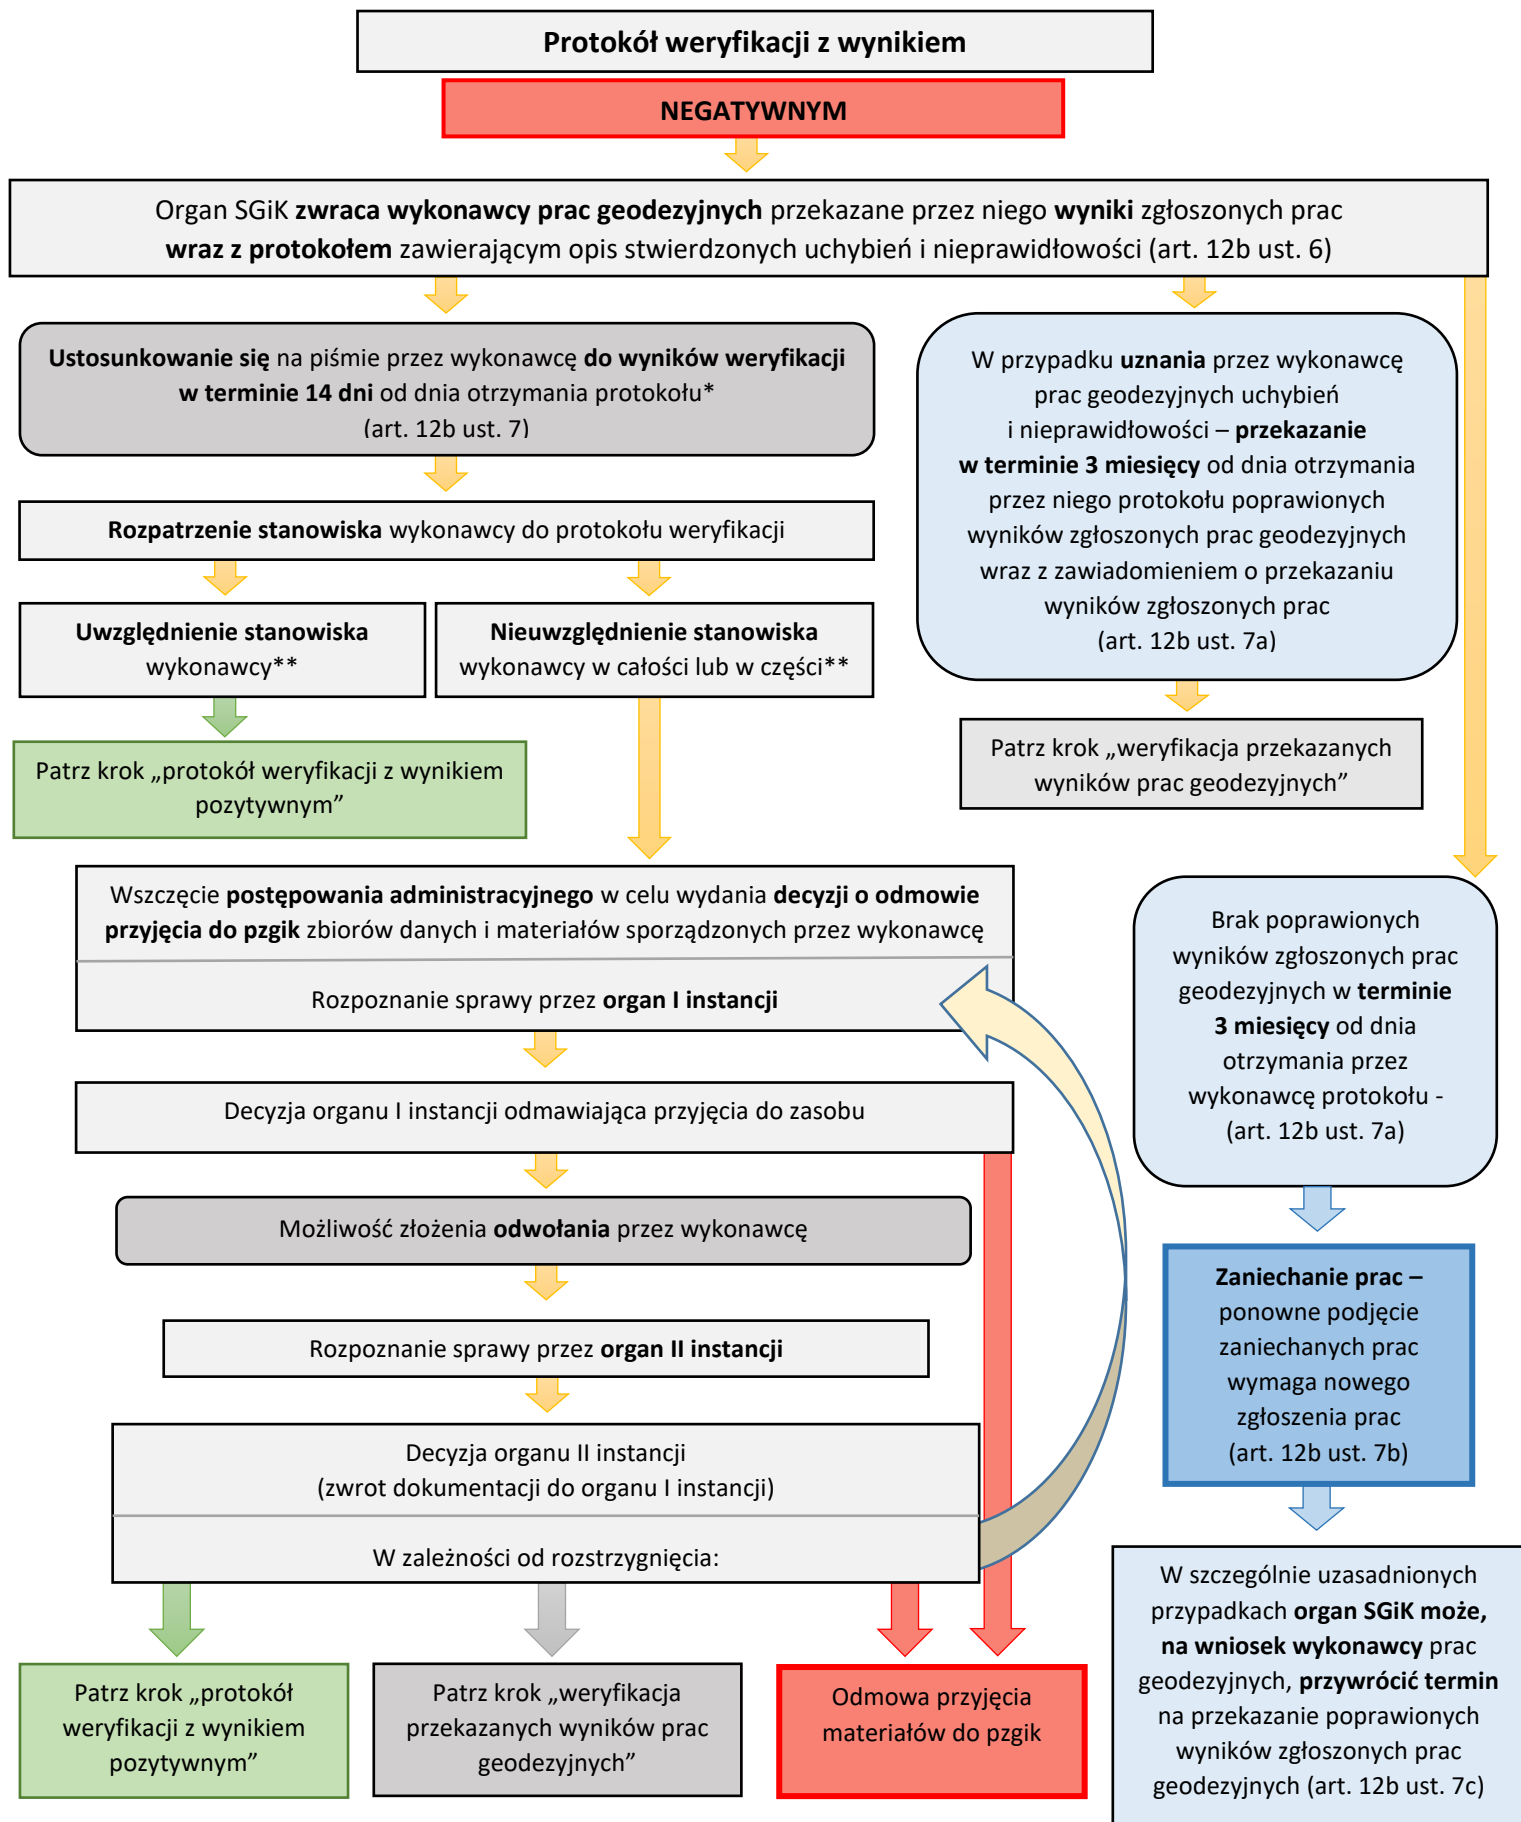 Protokół weryfikacji z wynikiem
NEGATYWNYM
Organ SGiK zwraca wykonawcy prac geodezyjnych przekazane przez niego wyniki zgłoszonych prac
wraz z protokołem zawierającym opis stwierdzonych uchybień i nieprawidłowości (art. 12b ust. 6)
Ustosunkowanie się na piśmie przez wykonawcę do wyników weryfikacji
w terminie 14 dni od dnia otrzymania protokołu*
(art. 12b ust. 7)
Rozpatrzenie stanowiska wykonawcy do protokołu weryfikacji
Uwzględnienie stanowiska
wykonawcy**
Nieuwzględnienie stanowiska
wykonawcy w całości lub w części**
Patrz krok „protokół weryfikacji z wynikiem
pozytywnym”
W przypadku uznania przez wykonawcę
prac geodezyjnych uchybień
i nieprawidłowości – przekazanie
w terminie 3 miesięcy od dnia otrzymania
przez niego protokołu poprawionych
wyników zgłoszonych prac geodezyjnych
wraz z zawiadomieniem o przekazaniu
wyników zgłoszonych prac
(art. 12b ust. 7a)
Patrz krok „weryfikacja przekazanych
wyników prac geodezyjnych”
Wszczęcie postępowania administracyjnego w celu wydania decyzji o odmowie
przyjęcia do pzgik zbiorów danych i materiałów sporządzonych przez wykonawcę
Rozpoznanie sprawy przez organ I instancji
Decyzja organu I instancji odmawiająca przyjęcia do zasobu
Możliwość złożenia odwołania przez wykonawcę
Rozpoznanie sprawy przez organ II instancji
Decyzja organu II instancji
(zwrot dokumentacji do organu I instancji)
W zależności od rozstrzygnięcia:
Patrz krok „protokół
weryfikacji z wynikiem
pozytywnym”
Patrz krok „weryfikacja
przekazanych wyników prac
geodezyjnych”
Odmowa przyjęcia
materiałów do pzgik
Brak poprawionych
wyników zgłoszonych prac
geodezyjnych w terminie
3 miesięcy od dnia
otrzymania przez
wykonawcę protokołu -
(art. 12b ust. 7a)
Zaniechanie prac –
ponowne podjęcie
zaniechanych prac
wymaga nowego
zgłoszenia prac
(art. 12b ust. 7b)
W szczególnie uzasadnionych
przypadkach organ SGiK może,
na wniosek wykonawcy prac
geodezyjnych, przywrócić termin
na przekazanie poprawionych
wyników zgłoszonych prac
geodezyjnych (art. 12b ust. 7c)